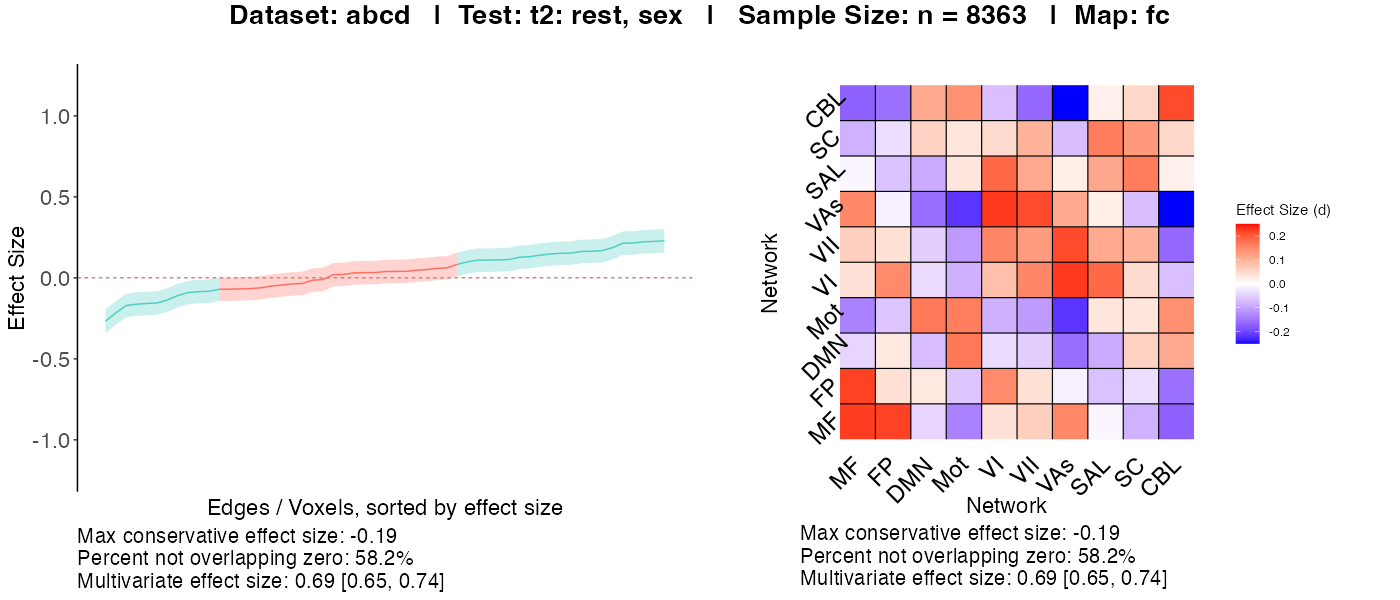 Dataset: abcd | Test: t2: rest, sex | Sample Size: n = 8363 | Map: fc
Effect Size
1.0
0.5
0.0
-0.5
-1.0
Edges / Voxels, sorted by effect size
Max conservative effect size: -0.19
Percent not overlapping zero: 58.2%
Multivariate effect size: 0.69 [0.65, 0.74]
Network
CBL
SC
SAL
VAs
VII
VI
Mot
DMN
FP
MF
MF FP DMN Mot VI VII VAs SAL SC CBL
Network
Effect Size (d)
0.2
0.1
0.0
-0.1
-0.2
Max conservative effect size: -0.19
Percent not overlapping zero: 58.2%
Multivariate effect size: 0.69 [0.65, 0.74]